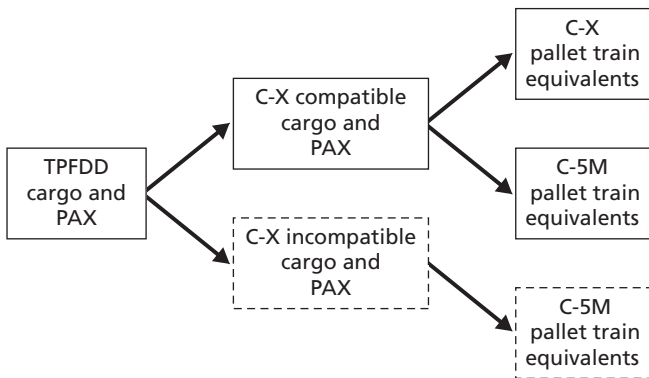 TPFDD
cargo and
PAX
C-X compatible
cargo and
PAX
C-X incompatible
cargo and
PAX
C-X
pallet train
equivalents
C-5M
pallet train
equivalents
C-5M
pallet train
equivalents